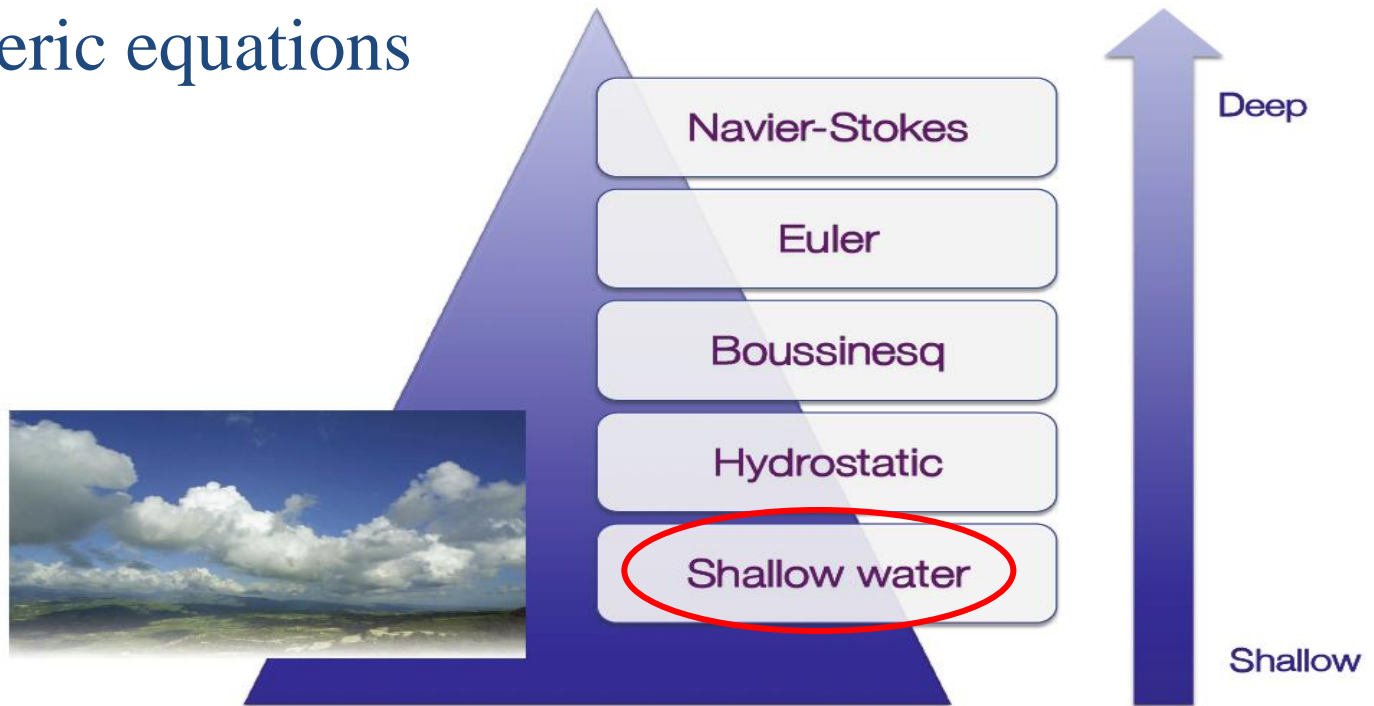 eric equations
Navier-Stokes
Deep
Euler
Boussinesq
Hydrostatic
Shallow water
Shallow